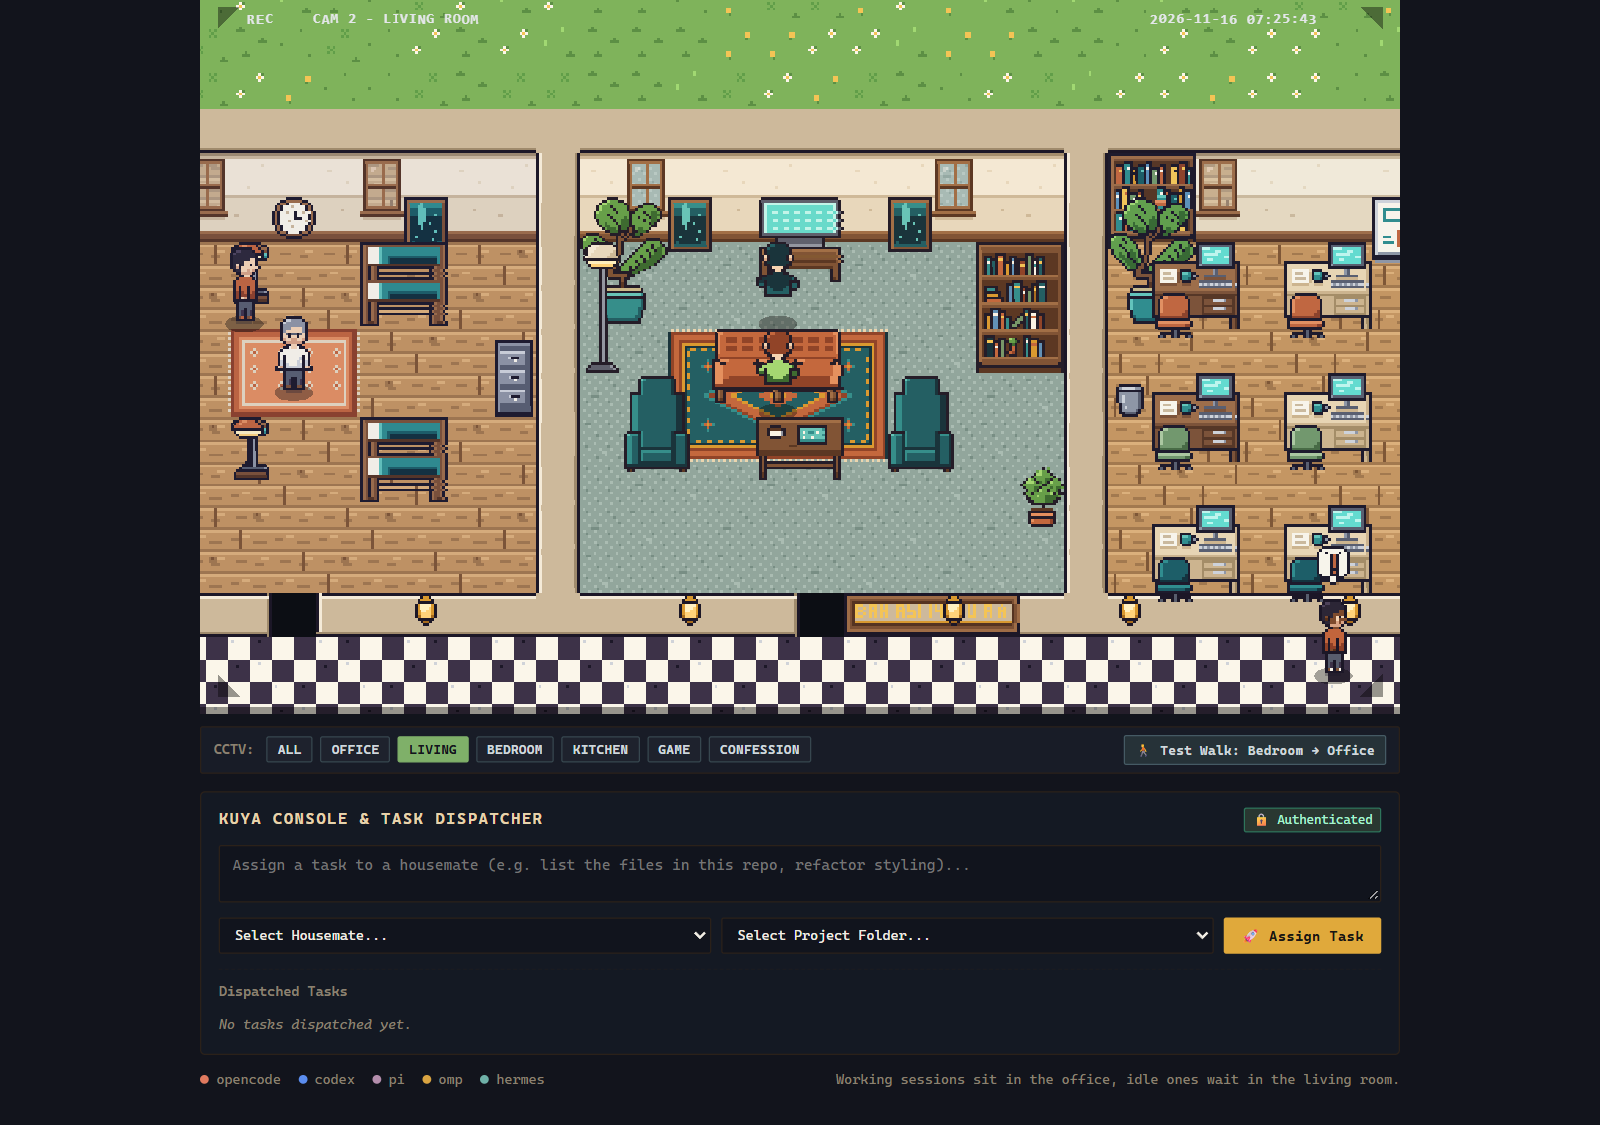 REC CAM 2 - LIVING ROOM 2026-11-16 07:25:43
CCTV: ALL OFFICE LIVING BEDROOM KITCHEN GAME CONFESSION Test Walk: Bedroom → Office
KUYA CONSOLE & TASK DISPATCHER
Authenticated
Assign a task to a housemate (e.g. list the files in this repo, refactor styling)...
Select Housemate... Select Project Folder... Assign Task
Dispatched Tasks
No tasks dispatched yet.
opencode codex pi omp hermes Working sessions sit in the office, idle ones wait in the living room.